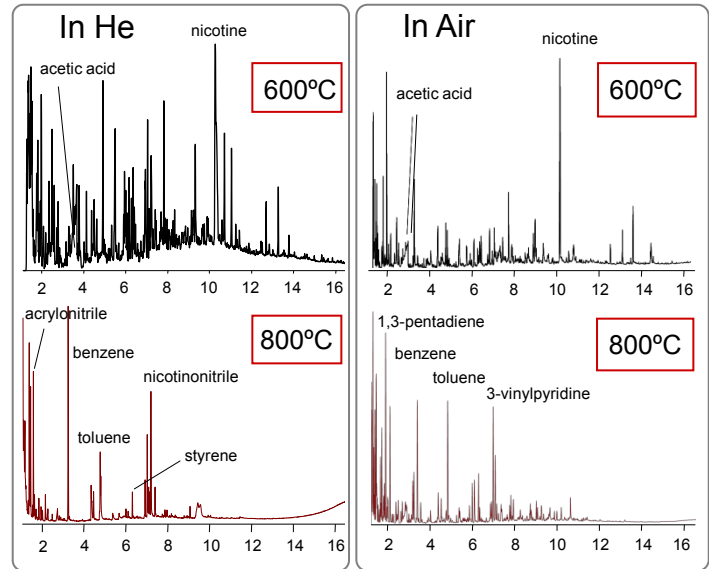 In He
nicotine
acetic acid
600ºC
2 4 6 8 10 12 14 16
acrylonitrile
benzene
800ºC
nicotinonitrile
toluene
styrene
2 4 6 8 10 12 14 16
In Air
nicotine
acetic acid
600ºC
2 4 6 8 10 12 14 16
1,3-pentadiene
800ºC
benzene
toluene
3-vinylpyridine
2 4 6 8 10 12 14 16